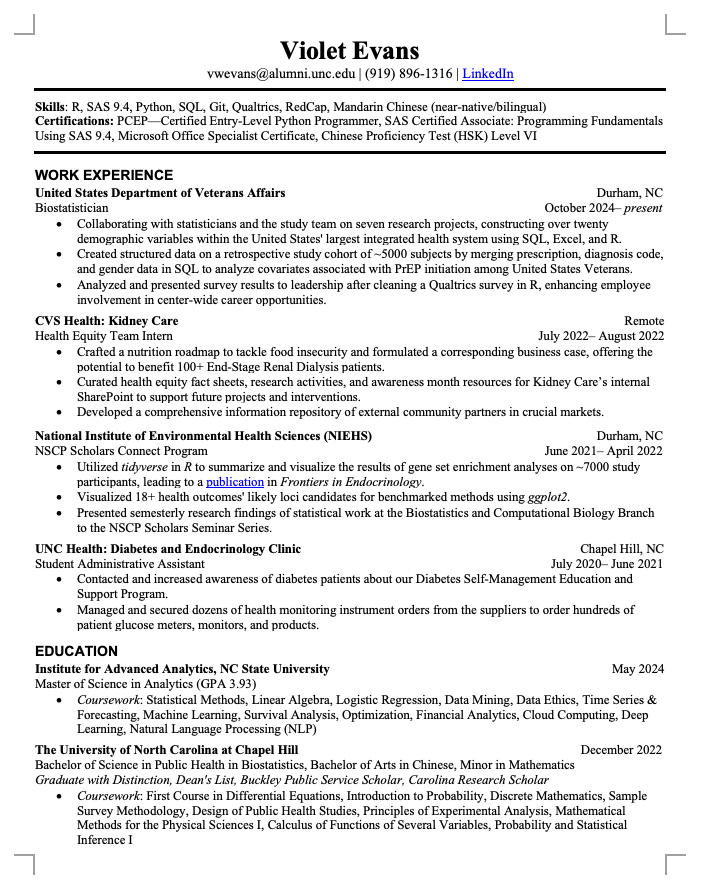 Violet Evans
vwevans@alumni.unc.edu | (919) 896-1316 | LinkedIn
Skills: R, SAS 9.4, Python, SQL, Git, Qualtrics, RedCap, Mandarin Chinese (near-native/bilingual)
Certifications: PCEP—Certified Entry-Level Python Programmer, SAS Certified Associate: Programming Fundamentals
Using SAS 9.4, Microsoft Office Specialist Certificate, Chinese Proficiency Test (HSK) Level VI
WORK EXPERIENCE
United States Department of Veterans Affairs Durham, NC
Biostatistician October 2024– present
• Collaborating with statisticians and the study team on seven research projects, constructing over twenty
demographic variables within the United States' largest integrated health system using SQL, Excel, and R.
• Created structured data on a retrospective study cohort of ~5000 subjects by merging prescription, diagnosis code,
and gender data in SQL to analyze covariates associated with PrEP initiation among United States Veterans.
• Analyzed and presented survey results to leadership after cleaning a Qualtrics survey in R, enhancing employee
involvement in center-wide career opportunities.
CVS Health: Kidney Care Remote
Health Equity Team Intern July 2022– August 2022
• Crafted a nutrition roadmap to tackle food insecurity and formulated a corresponding business case, offering the
potential to benefit 100+ End-Stage Renal Dialysis patients.
• Curated health equity fact sheets, research activities, and awareness month resources for Kidney Care’s internal
SharePoint to support future projects and interventions.
• Developed a comprehensive information repository of external community partners in crucial markets.
National Institute of Environmental Health Sciences (NIEHS) Durham, NC
NSCP Scholars Connect Program June 2021– April 2022
• Utilized tidyverse in R to summarize and visualize the results of gene set enrichment analyses on ~7000 study
participants, leading to a publication in Frontiers in Endocrinology.
• Visualized 18+ health outcomes' likely loci candidates for benchmarked methods using ggplot2.
• Presented semesterly research findings of statistical work at the Biostatistics and Computational Biology Branch
to the NSCP Scholars Seminar Series.
UNC Health: Diabetes and Endocrinology Clinic Chapel Hill, NC
Student Administrative Assistant July 2020– June 2021
• Contacted and increased awareness of diabetes patients about our Diabetes Self-Management Education and
Support Program.
• Managed and secured dozens of health monitoring instrument orders from the suppliers to order hundreds of
patient glucose meters, monitors, and products.
EDUCATION
Institute for Advanced Analytics, NC State University May 2024
Master of Science in Analytics (GPA 3.93)
• Coursework: Statistical Methods, Linear Algebra, Logistic Regression, Data Mining, Data Ethics, Time Series &
Forecasting, Machine Learning, Survival Analysis, Optimization, Financial Analytics, Cloud Computing, Deep
Learning, Natural Language Processing (NLP)
The University of North Carolina at Chapel Hill December 2022
Bachelor of Science in Public Health in Biostatistics, Bachelor of Arts in Chinese, Minor in Mathematics
Graduate with Distinction, Dean's List, Buckley Public Service Scholar, Carolina Research Scholar
• Coursework: First Course in Differential Equations, Introduction to Probability, Discrete Mathematics, Sample
Survey Methodology, Design of Public Health Studies, Principles of Experimental Analysis, Mathematical
Methods for the Physical Sciences I, Calculus of Functions of Several Variables, Probability and Statistical
Inference I